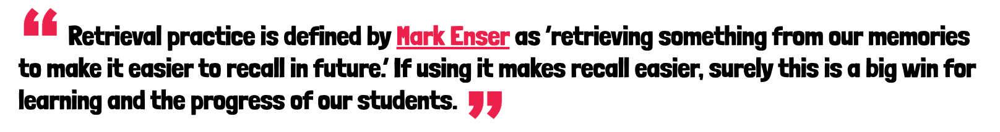 “ Retrieval practice is defined by Mark Enser as ‘retrieving something from our memories
to make it easier to recall in future.’ If using it makes recall easier, surely this is a big win for
learning and the progress of our students. ”